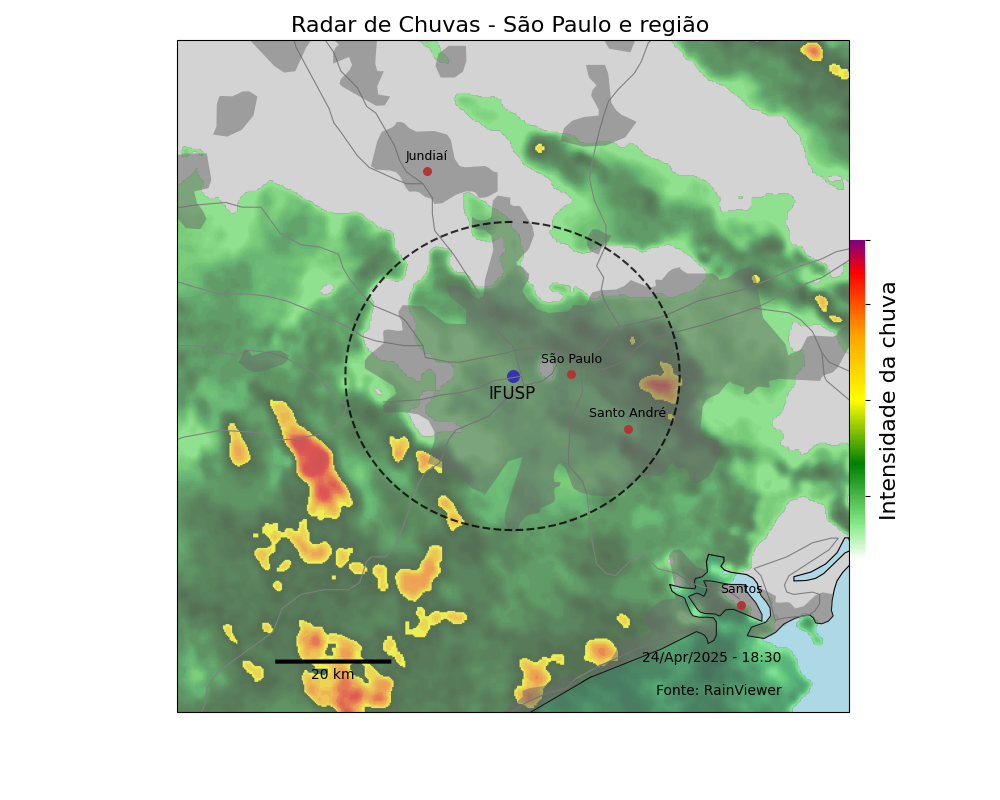 Radar de Chuvas - São Paulo e região
Jundiaí
São Paulo
IFUSP
Santo André
Intensidade da chuva
Santos
24/Apr/2025 - 18:30
20 km
Fonte: RainViewer